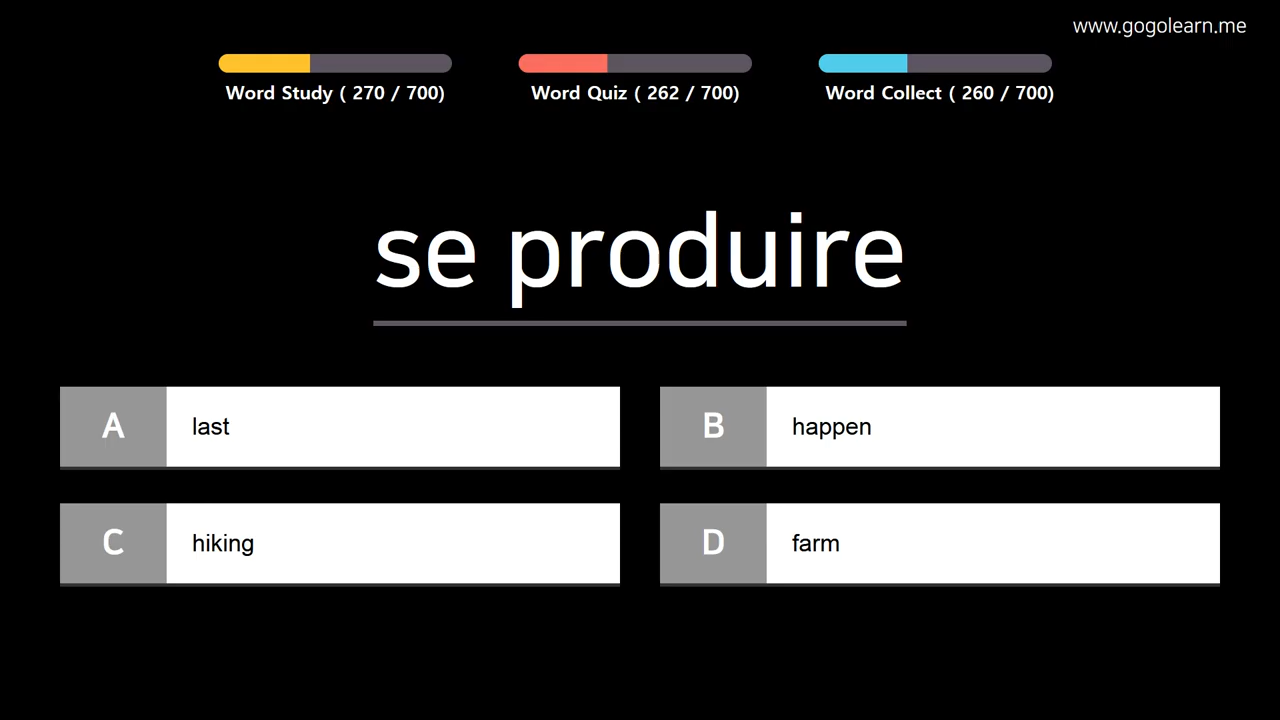 www.gogolearn.me
Word Study ( 270 / 700)
Word Quiz ( 262 / 700)
Word Collect ( 260 / 700)
se produire
A last
B happen
C hiking
D farm